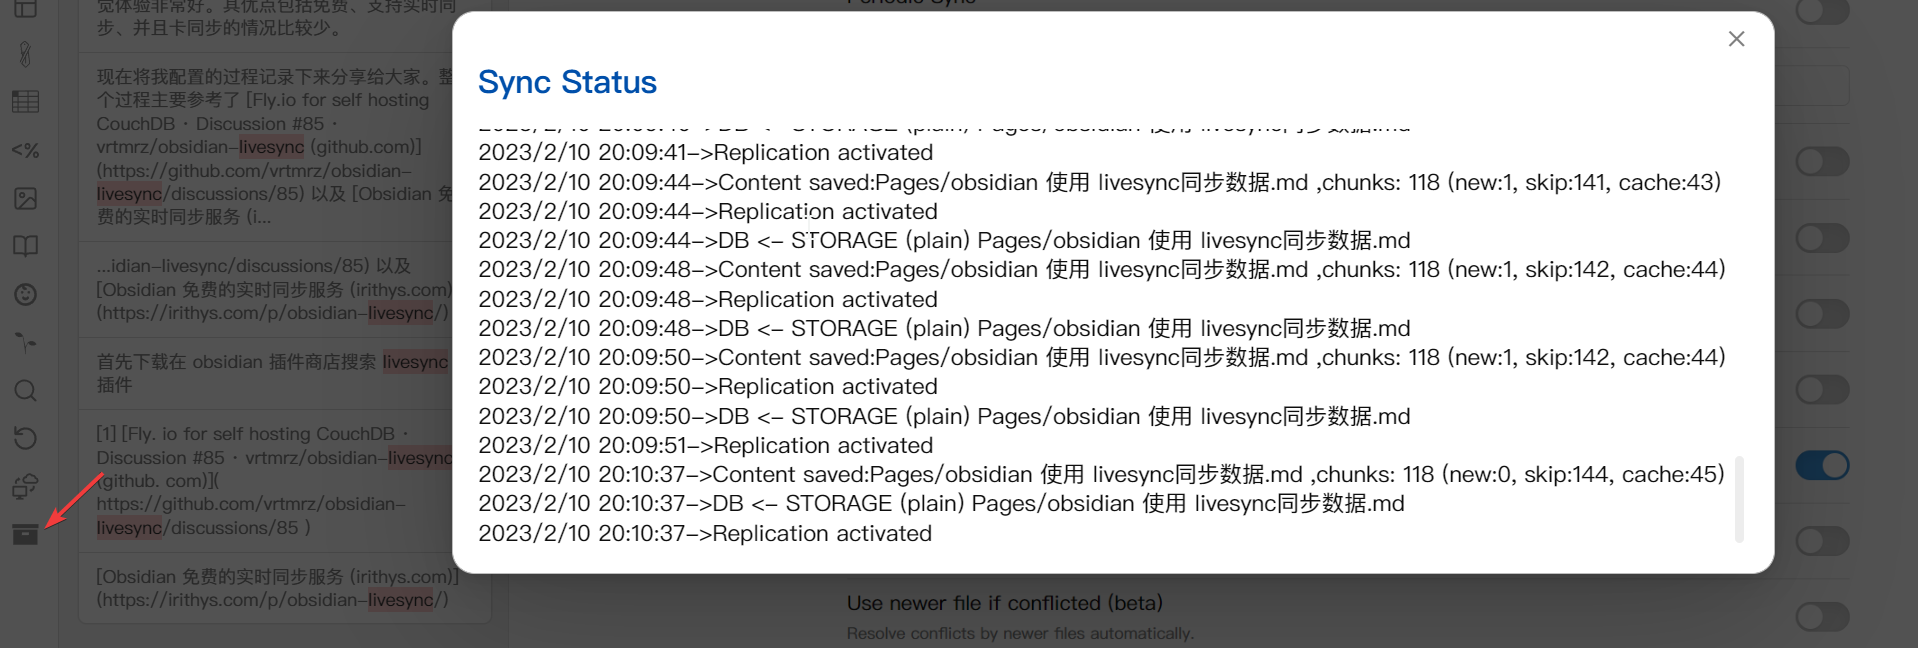 觉体验非常好。其优点包括免费、支持实时同
步、并且卡同步的情况比较少。
现在将我配置的过程记录下来分享给大家。整
个过程主要参考了 [Fly.io for self hosting
CouchDB · Discussion #85 ·
vrtmrz/obsidian-livesync (github.com)]
(https://github.com/vrtmrz/obsidian-
livesync/discussions/85) 以及 [Obsidian 免
费的实时同步服务 (i...
...idian-livesync/discussions/85) 以及
[Obsidian 免费的实时同步服务 (irithys.com)
(https://irithys.com/p/obsidian-livesync/)
首先下载在 obsidian 插件商店搜索 livesync
插件
[1] [Fly. io for self hosting CouchDB ·
Discussion #85 · vrtmrz/obsidian-livesync
(github. com)](
https://github.com/vrtmrz/obsidian-
livesync/discussions/85 )
[Obsidian 免费的实时同步服务 (irithys.com)]
(https://irithys.com/p/obsidian-livesync/)
Periodic Sync
Sync Status
DB <- STORAGE (plain) Pages/obsidian 使用 livesync同步数据.md
2023/2/10 20:09:41->Replication activated
2023/2/10 20:09:44->Content saved:Pages/obsidian 使用 livesync同步数据.md ,chunks: 118 (new:1, skip:141, cache:43)
2023/2/10 20:09:44->Replication activated
2023/2/10 20:09:44->DB <- STORAGE (plain) Pages/obsidian 使用 livesync同步数据.md
2023/2/10 20:09:48->Content saved:Pages/obsidian 使用 livesync同步数据.md ,chunks: 118 (new:1, skip:142, cache:44)
2023/2/10 20:09:48->Replication activated
2023/2/10 20:09:48->DB <- STORAGE (plain) Pages/obsidian 使用 livesync同步数据.md
2023/2/10 20:09:50->Content saved:Pages/obsidian 使用 livesync同步数据.md ,chunks: 118 (new:1, skip:142, cache:44)
2023/2/10 20:09:50->Replication activated
2023/2/10 20:09:50->DB <- STORAGE (plain) Pages/obsidian 使用 livesync同步数据.md
2023/2/10 20:09:51->Replication activated
2023/2/10 20:10:37->Content saved:Pages/obsidian 使用 livesync同步数据.md ,chunks: 118 (new:0, skip:144, cache:45)
2023/2/10 20:10:37->DB <- STORAGE (plain) Pages/obsidian 使用 livesync同步数据.md
2023/2/10 20:10:37->Replication activated
Use newer file if conflicted (beta)
Resolve conflicts by newer files automatically.